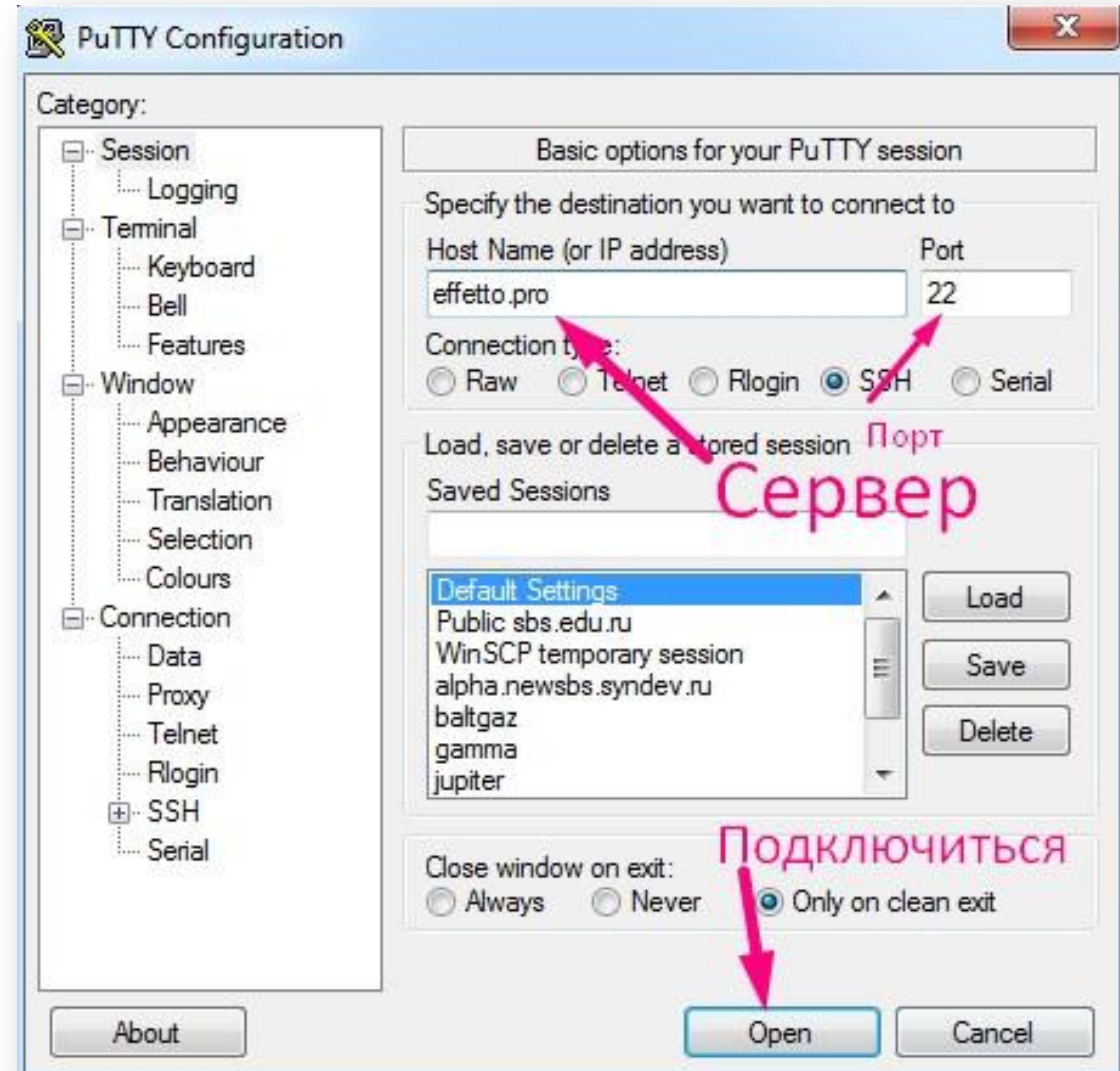 PuTTY Configuration
Category:
Session
Logging
Terminal
Keyboard
Bell
Features
Window
Appearance
Behaviour
Translation
Selection
Colours
Connection
Data
Proxy
Telnet
Rlogin
SSH
Serial
Basic options for your PuTTY session
Specify the destination you want to connect to
Host Name (or IP address) Port
effetto.pro 22
Connection type:
Raw Telnet Rlogin SSH Serial
Порт
Load, save or delete a stored session
Сервер
Saved Sessions
Default Settings
Public sbs.edu.ru
WinSCP temporary session
alpha.newsbs.syndev.ru
baltgaz
gamma
jupiter
Load
Save
Delete
Подключиться
Close window on exit:
Always Never Only on clean exit
About Open Cancel